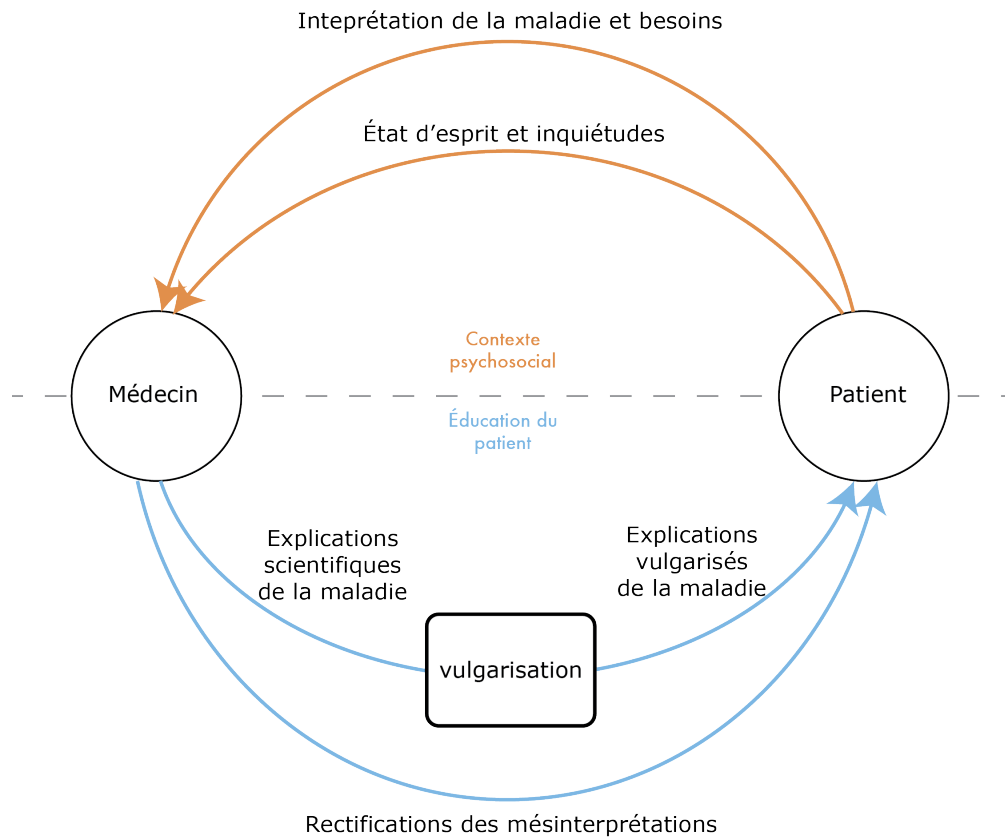 Inteprétation de la maladie et besoins
État d’esprit et inquiétudes
Contexte
psychosocial
Médecin
Patient
Éducation du
patient
Explications
scientifiques
de la maladie
Explications
vulgarisés
de la maladie
vulgarisation
Rectifications des mésinterprétations